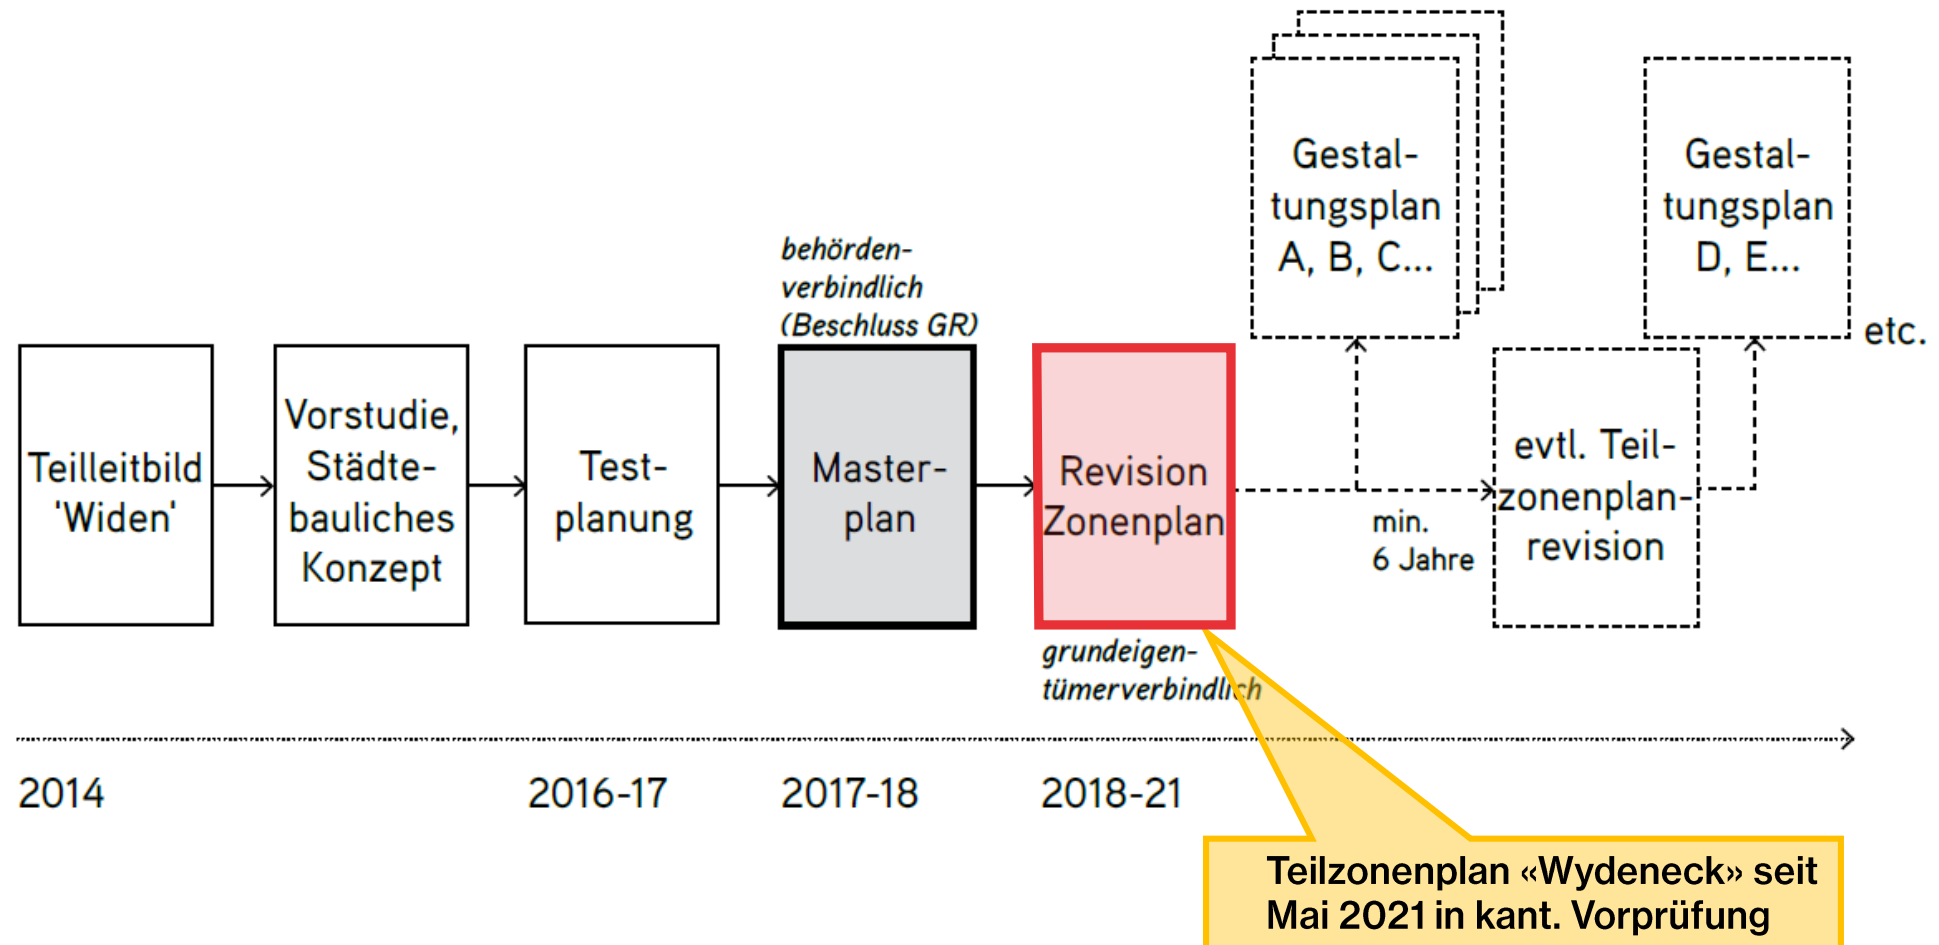 Teilleitbild
'Widen'
Vorstudie,
Städte-
bauliches
Konzept
Test-
planung
behörden-
verbindlich
(Beschluss GR)
Master-
plan
Revision
Zonenplan
grundeigen-
tümerverbindlich
Gestal-
tungsplan
A, B, C...
min.
6 Jahre
evtl. Teil-
zonenplan-
revision
Gestal-
tungsplan
D, E...
etc.
2014
2016-17
2017-18
2018-21
Teilzonenplan «Wydeneck» seit
Mai 2021 in kant. Vorprüfung